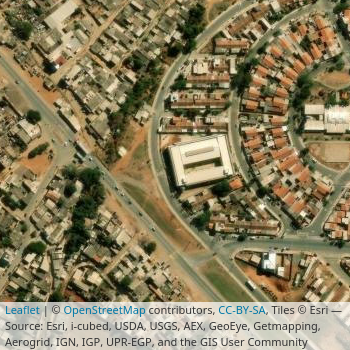 Leaflet | © OpenStreetMap contributors, CC-BY-SA, Tiles © Esri —
Source: Esri, i-cubed, USDA, USGS, AEX, GeoEye, Getmapping,
Aerogrid, IGN, IGP, UPR-EGP, and the GIS User Community